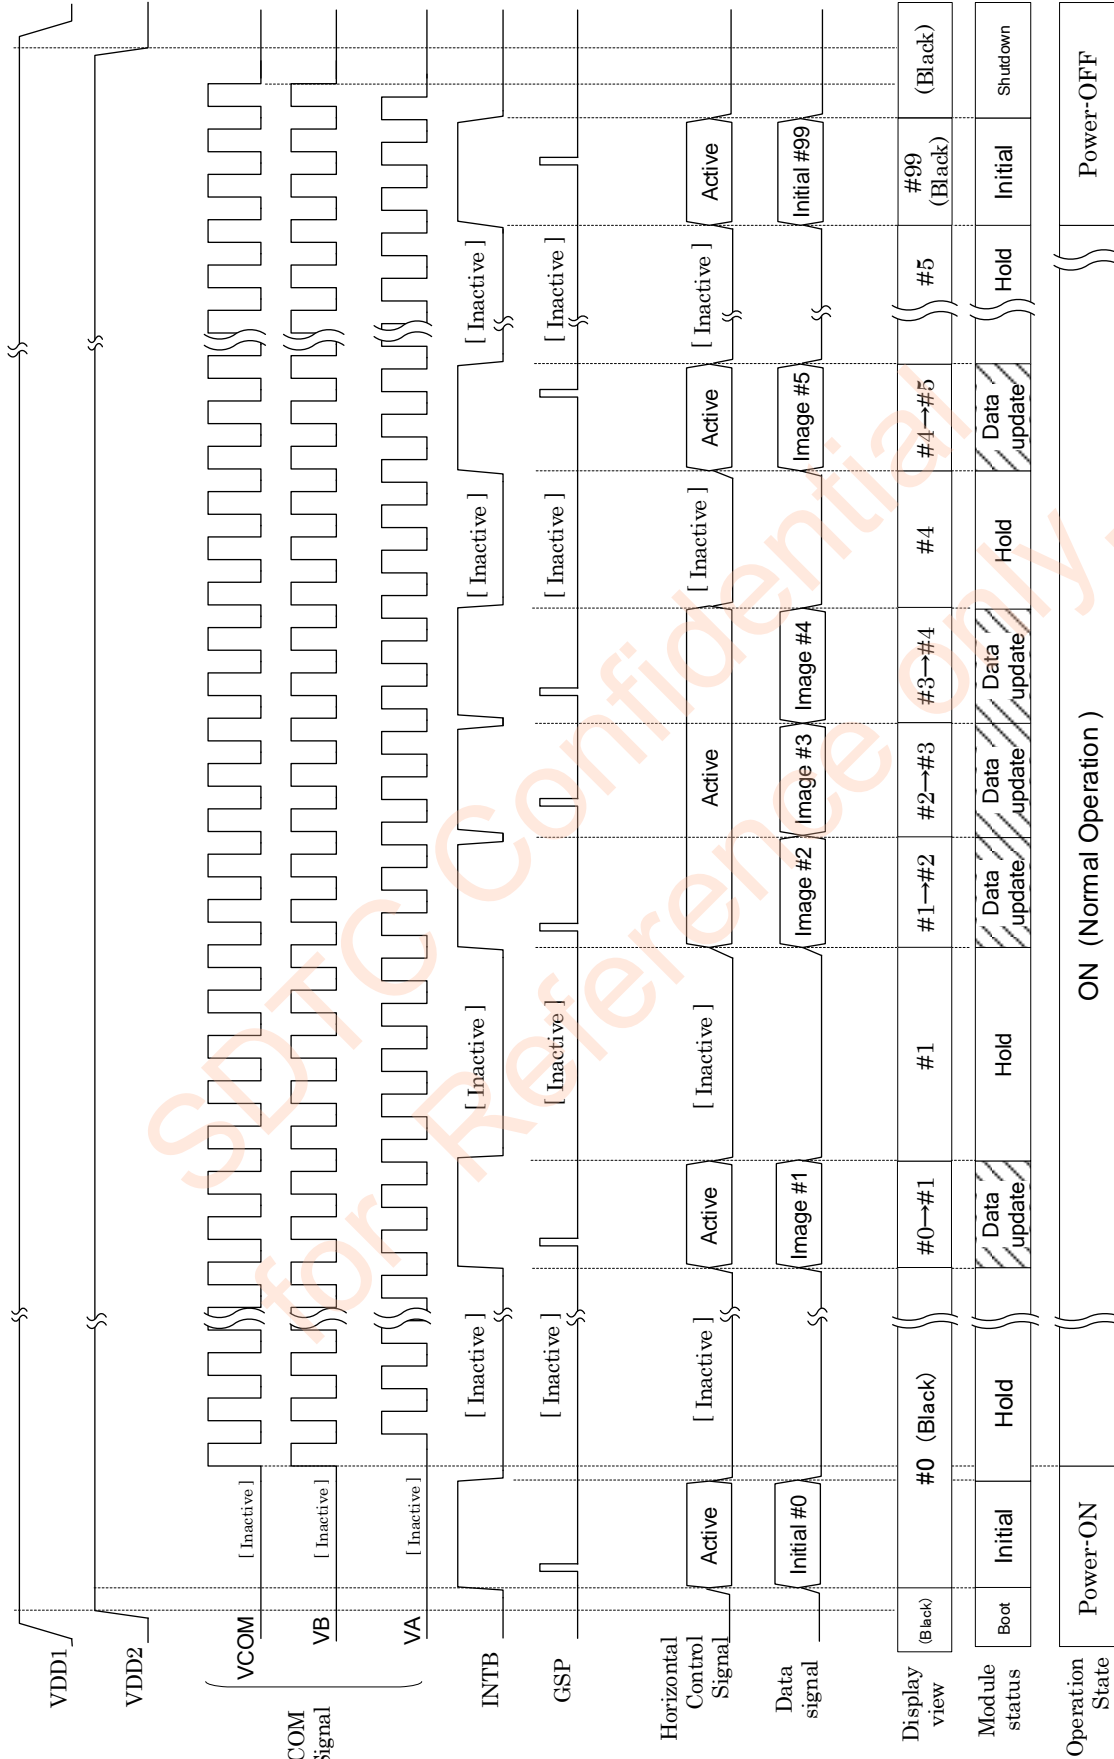 VDD1
VDD2
COM
Signal
VCOM
[ Inactive ]
VB
[ Inactive ]
VA
[ Inactive ]
INTB
[ Inactive ]
[ Inactive ]
[ Inactive ]
[ Inactive ]
GSP
[ Inactive ]
[ Inactive ]
[ Inactive ]
[ Inactive ]
Horizontal
Control
Signal
Active
[ Inactive ]
Active
[ Inactive ]
Active
[ Inactive ]
Active
[ Inactive ]
Active
Data
signal
Initial #0
Image #1
Image #2
Image #3
Image #4
Image #5
Initial #99
Display
view
(Black)
#0 (Black)
#0→#1
#1
#1→#2
#2→#3
#3→#4
#4
#4→#5
#5
#99
(Black)
(Black)
Module
status
Boot
Initial
Hold
Data
update
Hold
Data
update
Data
update
Data
update
Hold
Data
update
Hold
Initial
Shutdown
Operation
State
Power-ON
ON (Normal Operation )
Power-OFF
SDTC Confidential
for Reference only.